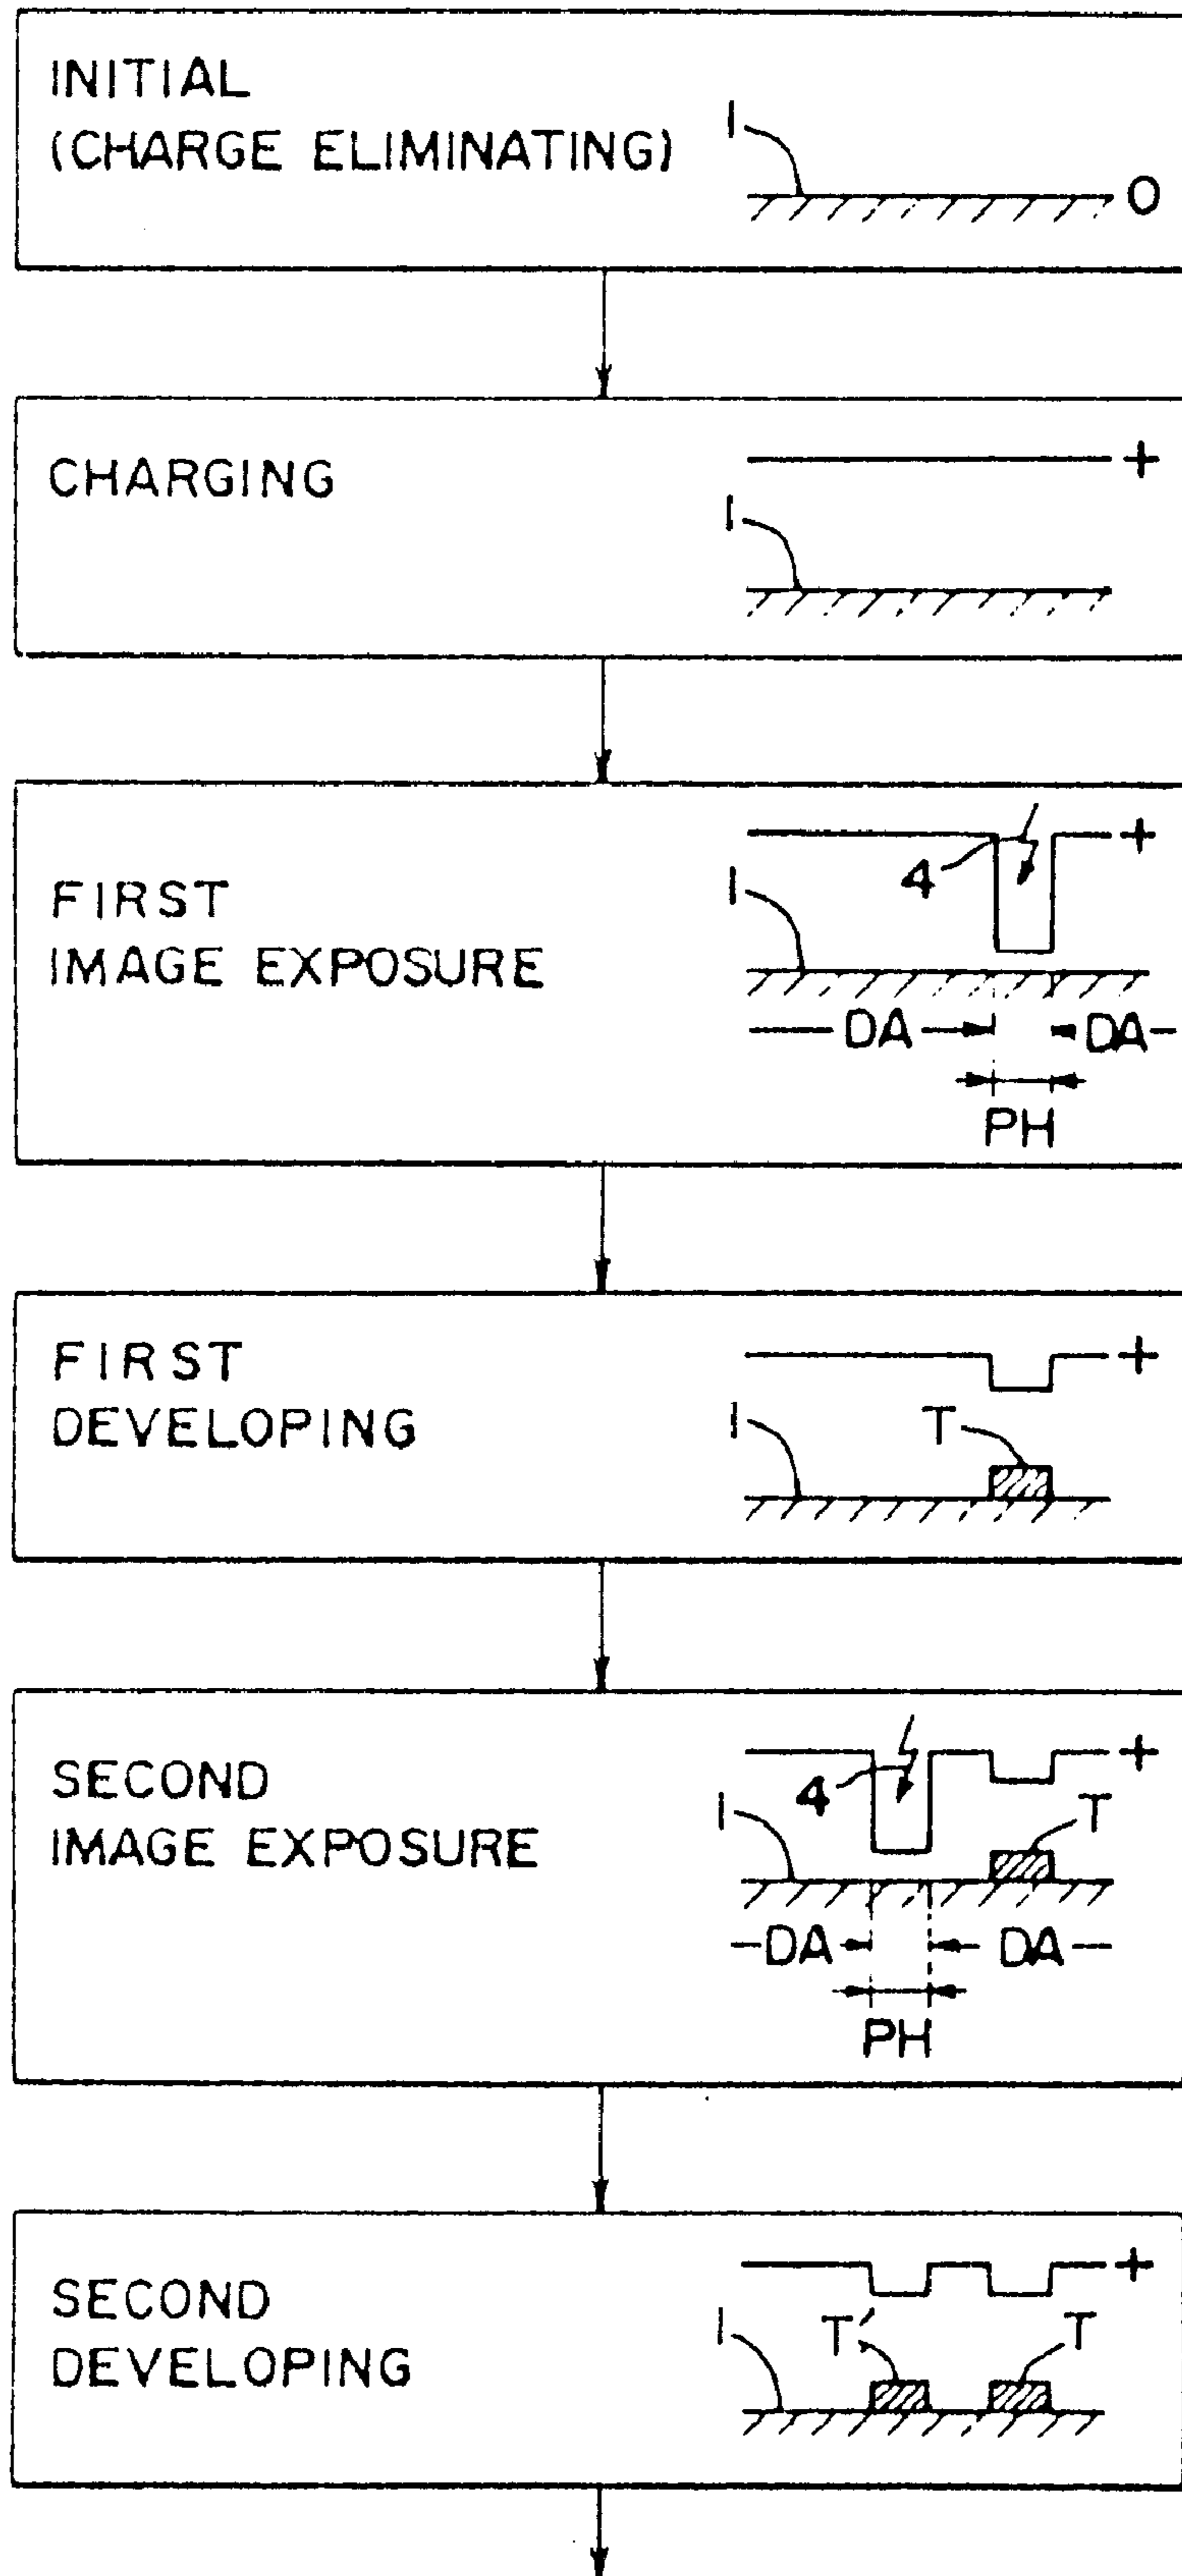 INITIAL
(CHARGE ELIMINATING)
1
0
CHARGING
+
1
FIRST
IMAGE EXPOSURE
+
4
1
DA
DA
PH
FIRST
DEVELOPING
+
1
T
SECOND
IMAGE EXPOSURE
+
4
1
T
DA
DA
PH
SECOND
DEVELOPING
+
1
T'
T